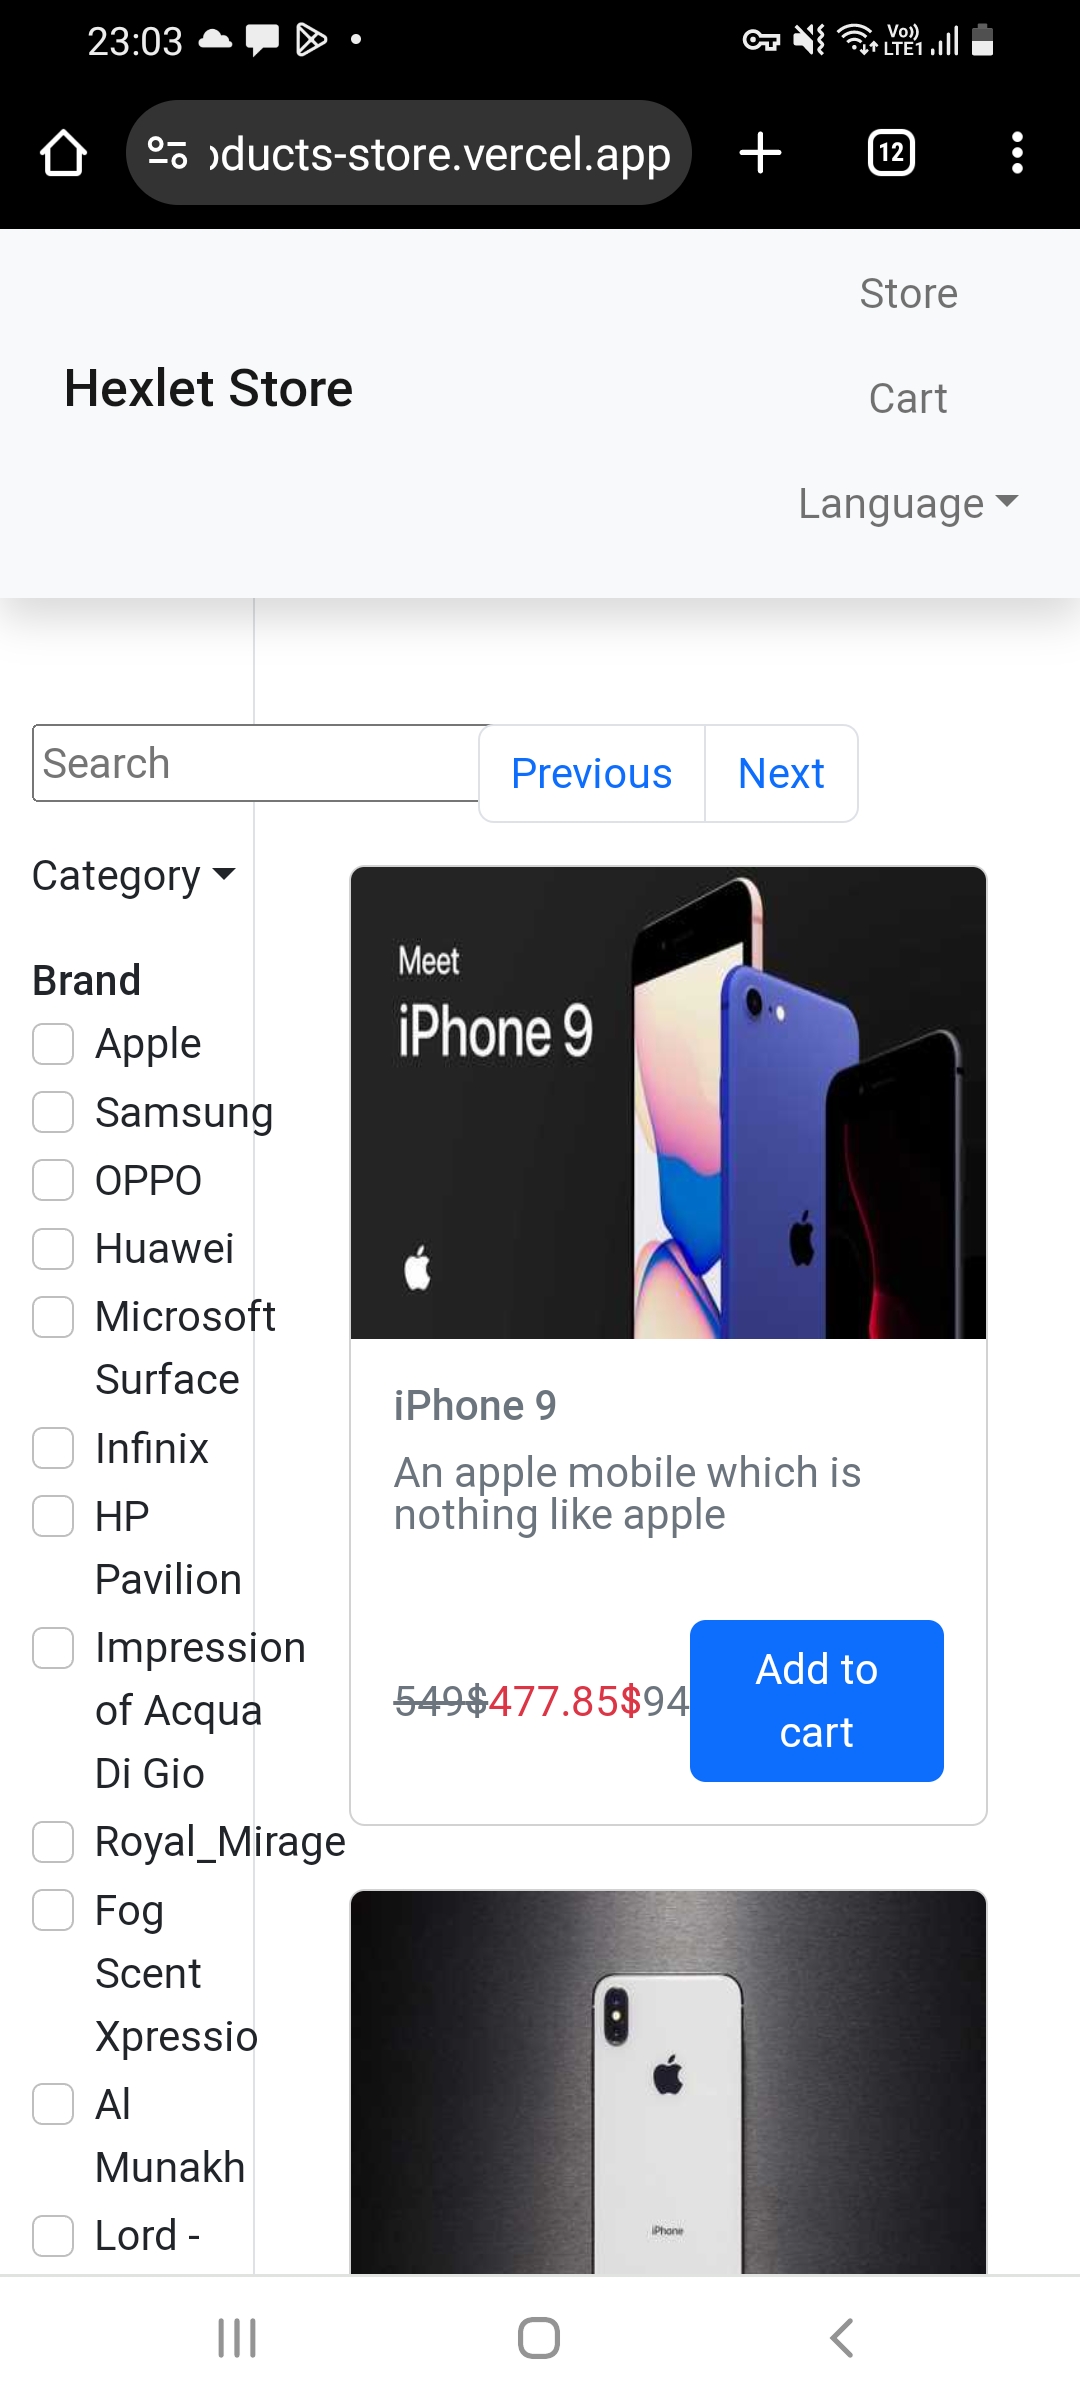 23:03
Vo))
LTE1
oducts-store.vercel.app
12
Hexlet Store
Store
Cart
Language
Search
Previous
Next
Category
Brand
Apple
Samsung
OPPO
Huawei
Microsoft
Surface
Infinix
HP
Pavilion
Impression
of Acqua
Di Gio
Royal_Mirage
Fog
Scent
Xpressio
Al
Munakh
Lord -
Meet
iPhone 9
iPhone 9
An apple mobile which is
nothing like apple
549$477.85$94
Add to
cart
iPhone